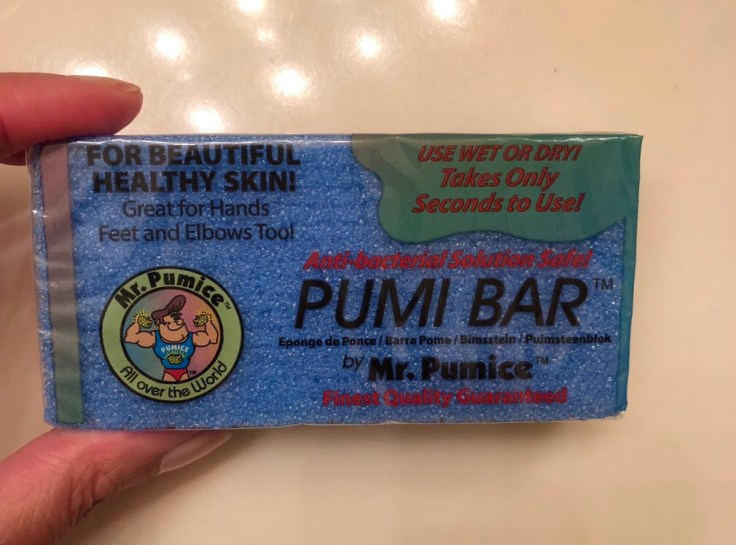 FOR BEAUTIFUL
HEALTHY SKIN!
Great for Hands
Feet and Elbows Too!
USE WET OR DRY!
Takes Only
Seconds to Use!
Anti-bacterial Solution Safe!
PUMI BAR™
Eponge de Ponce / Barra Pome / Bimsstein / Puimsteenblok
by Mr. Pumice™
Finest Quality Guaranteed
Mr. Pumice™
PUMICE
All over the World